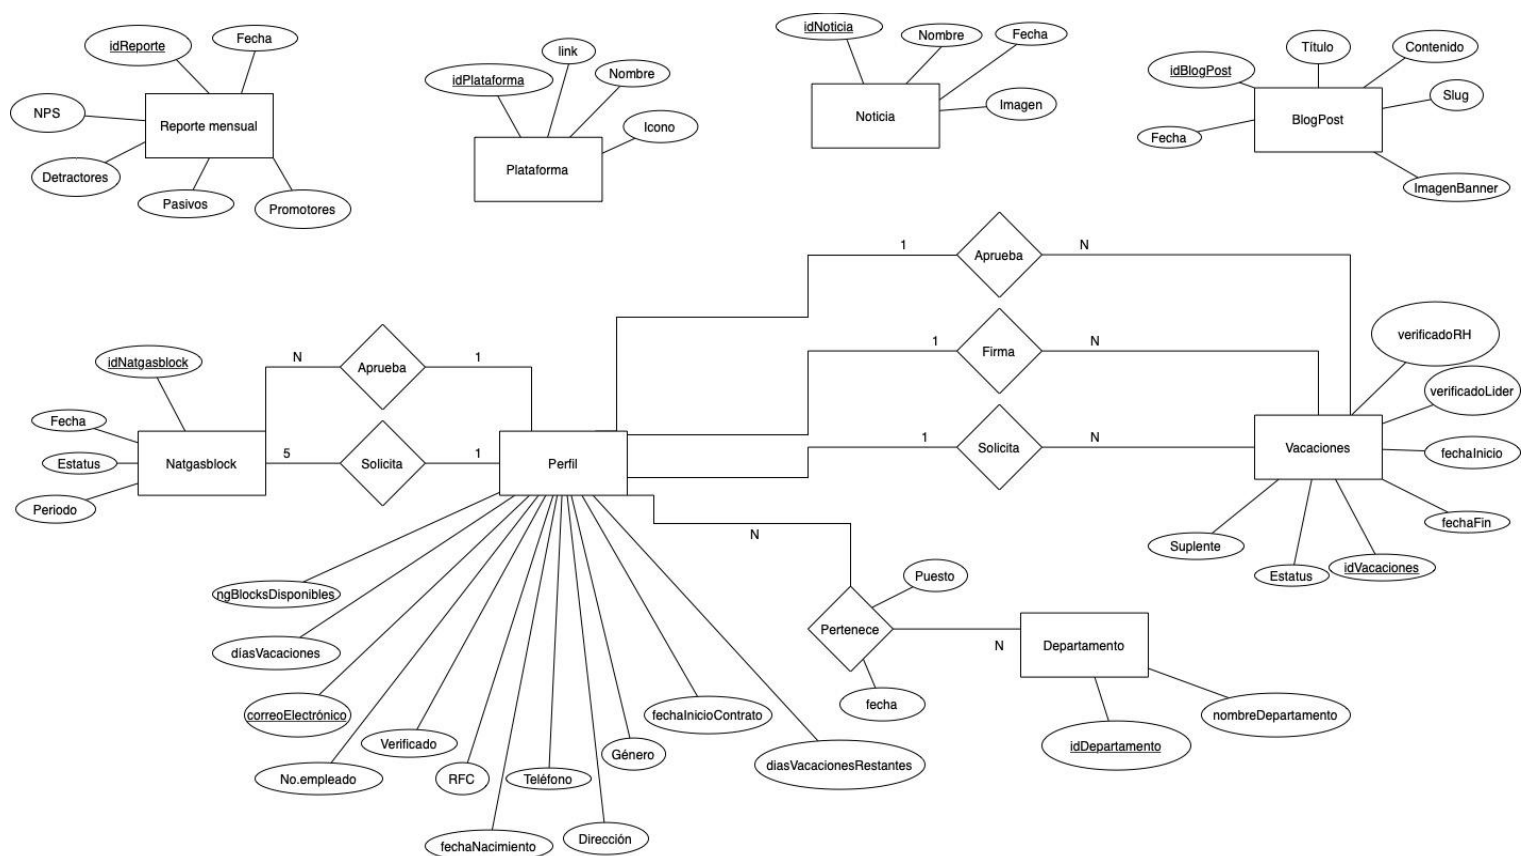 idReporte
Fecha
NPS
Reporte mensual
Detractores
Pasivos
Promotores
link
idPlataforma
Nombre
Icono
Plataforma
idNoticia
Nombre
Fecha
Imagen
Noticia
Título
Contenido
idBlogPost
Slug
BlogPost
Fecha
ImagenBanner
1
Aprueba
N
1
Firma
N
1
Solicita
N
verificadoRH
verificadoLider
Vacaciones
fechaInicio
fechaFin
Suplente
Estatus
idVacaciones
idNatgasblock
N
Aprueba
1
Fecha
Estatus
Periodo
Natgasblock
5
Solicita
1
Perfil
N
Puesto
Pertenece
N
Departamento
fecha
nombreDepartamento
idDepartamento
ngBlocksDisponibles
díasVacaciones
correoElectrónico
No.empleado
Verificado
RFC
fechaNacimiento
Teléfono
Dirección
Género
fechaInicioContrato
diasVacacionesRestantes